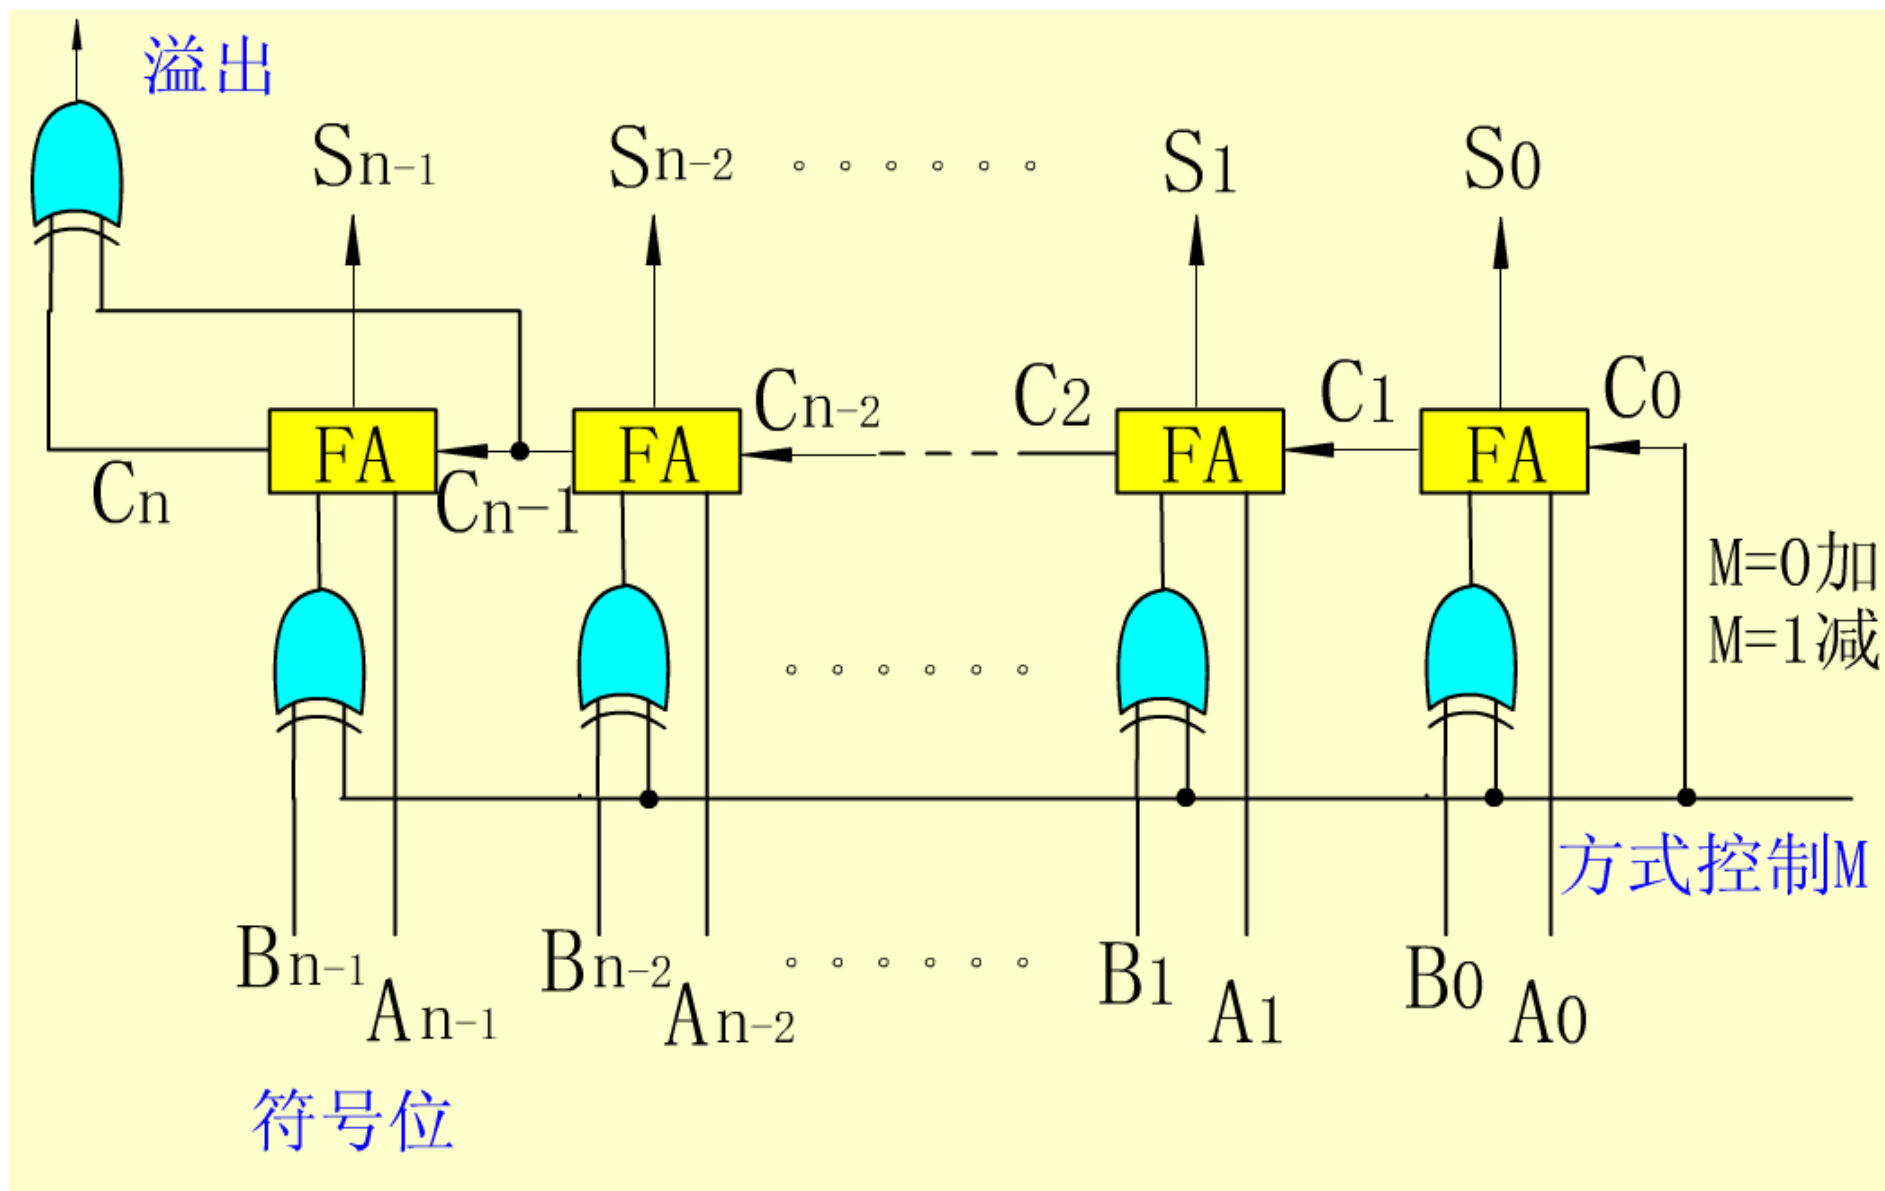 溢出
Sn-1 Sn-2 S1 S0
Cn-2 C2 C1 C0
FA FA FA FA
Cn Cn-1
M=0加
M=1减
方式控制M
Bn-1 Bn-2 B1 B0
An-1 An-2 A1 A0
符号位